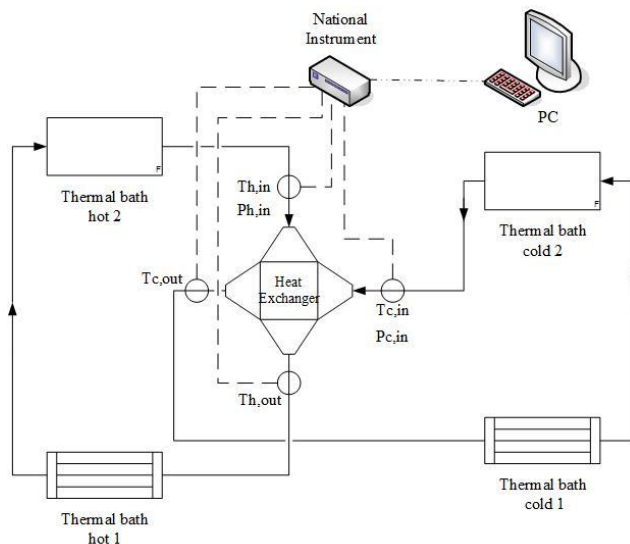 National
Instrument
PC
F
Thermal bath
hot 2
Th,in
Ph,in
F
Thermal bath
cold 2
Tc,out
Heat
Exchanger
Tc,in
Pc,in
Th,out
Thermal bath
hot 1
Thermal bath
cold 1